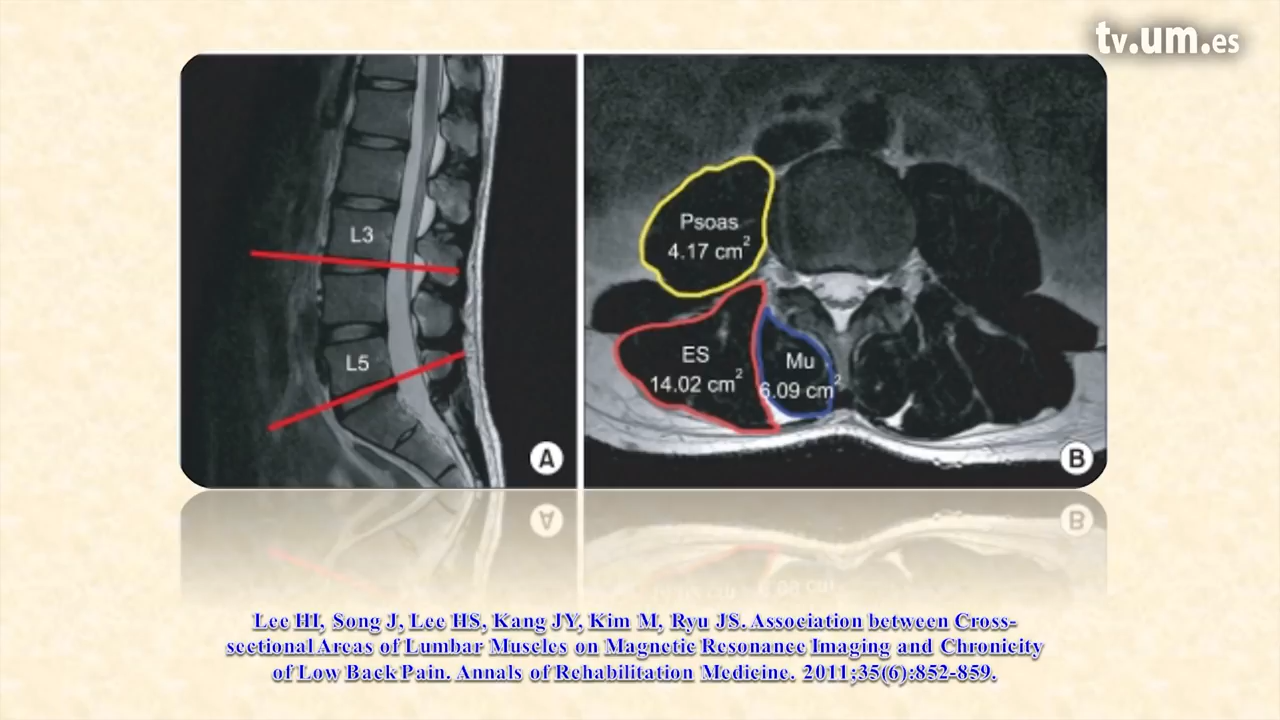 tv.um.es
L3
L5
A
Psoas
4.17 cm²
ES
14.02 cm²
Mu
6.09 cm²
B
Lee HI, Song J, Lee HS, Kang JY, Kim M, Ryu JS. Association between Cross-
sectional Areas of Lumbar Muscles on Magnetic Resonance Imaging and Chronicity
of Low Back Pain. Annals of Rehabilitation Medicine. 2011;35(6):852-859.